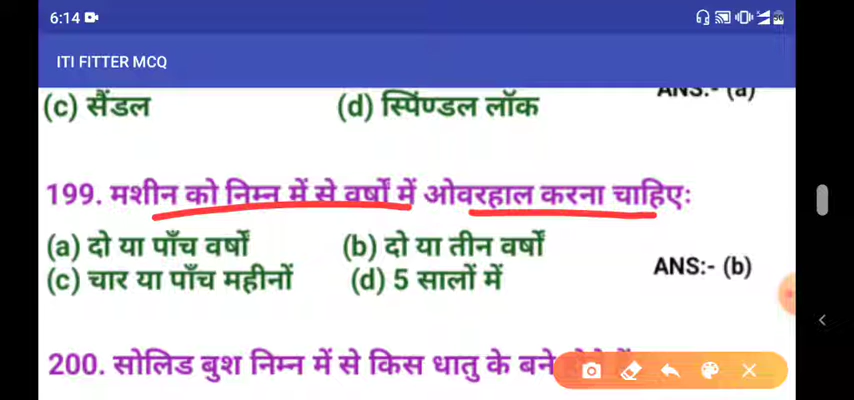 6:14
ITI FITTER MCQ
(c) सैंडल (d) स्पिंण्डल लॉक ANS:- (a)
199. मशीन को निम्न में से वर्षों में ओवरहाल करना चाहिए:
(a) दो या पाँच वर्षों (b) दो या तीन वर्षों
(c) चार या पाँच महीनों (d) 5 सालों में ANS:- (b)
200. सोलिड बुश निम्न में से किस धातु के बने